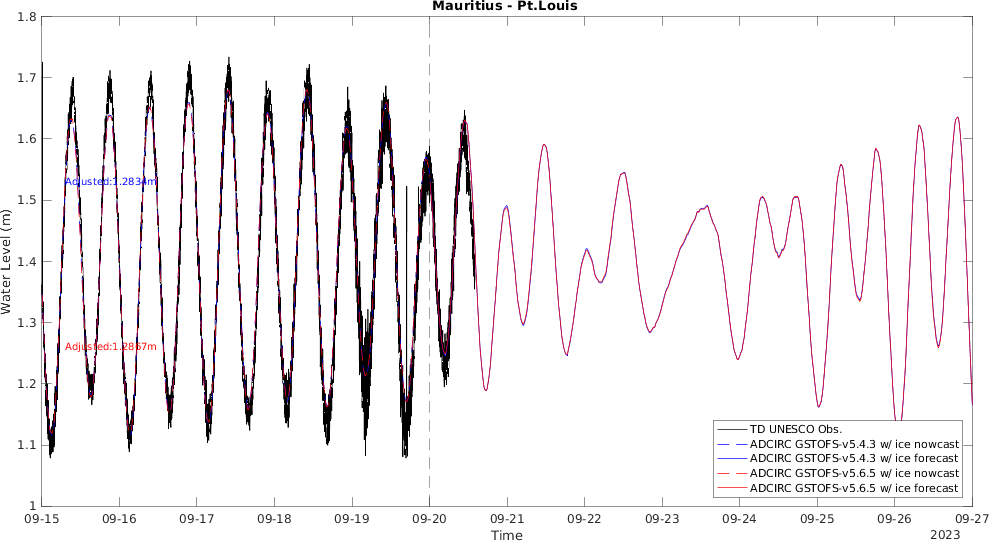 Mauritius - Pt.Louis
1.8
1.7
1.6
1.5
1.4
1.3
1.2
1.1
1
Water Level (m)
Adjusted:1.2834m
Adjusted:1.2867m
TD UNESCO Obs.
ADCIRC GSTOFS-v5.4.3 w/ ice nowcast
ADCIRC GSTOFS-v5.4.3 w/ ice forecast
ADCIRC GSTOFS-v5.6.5 w/ ice nowcast
ADCIRC GSTOFS-v5.6.5 w/ ice forecast
09-15 09-16 09-17 09-18 09-19 09-20 09-21 09-22 09-23 09-24 09-25 09-26 09-27
Time
2023